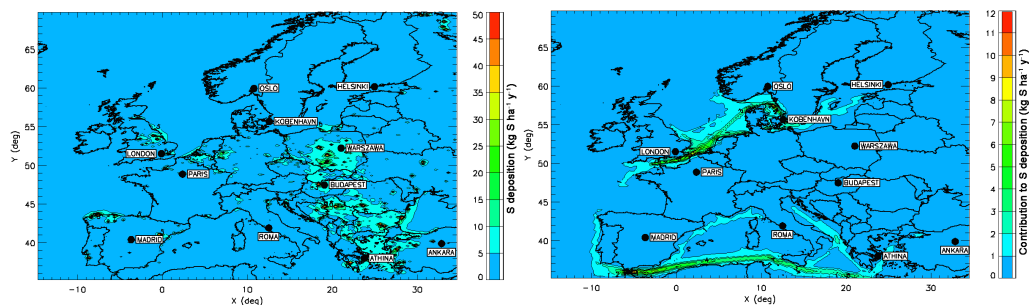 65
60
55
50
45
40
Y (deg)
OSLO
HELSINKI
KOBENHAVN
LONDON
WARSZAWA
PARIS
BUDAPEST
MADRID
ROMA
ANKARA
ATHINA
-10
0
10
20
30
X (deg)
50
45
40
35
30
25
20
15
10
5
0
S deposition (kg S ha⁻¹ y⁻¹)
65
60
55
50
45
40
Y (deg)
OSLO
HELSINKI
KOBENHAVN
LONDON
WARSZAWA
PARIS
BUDAPEST
MADRID
ROMA
ANKARA
ATHINA
-10
0
10
20
30
X (deg)
12
11
10
9
8
7
6
5
4
3
2
1
0
Contribution to S deposition (kg S ha⁻¹ y⁻¹)